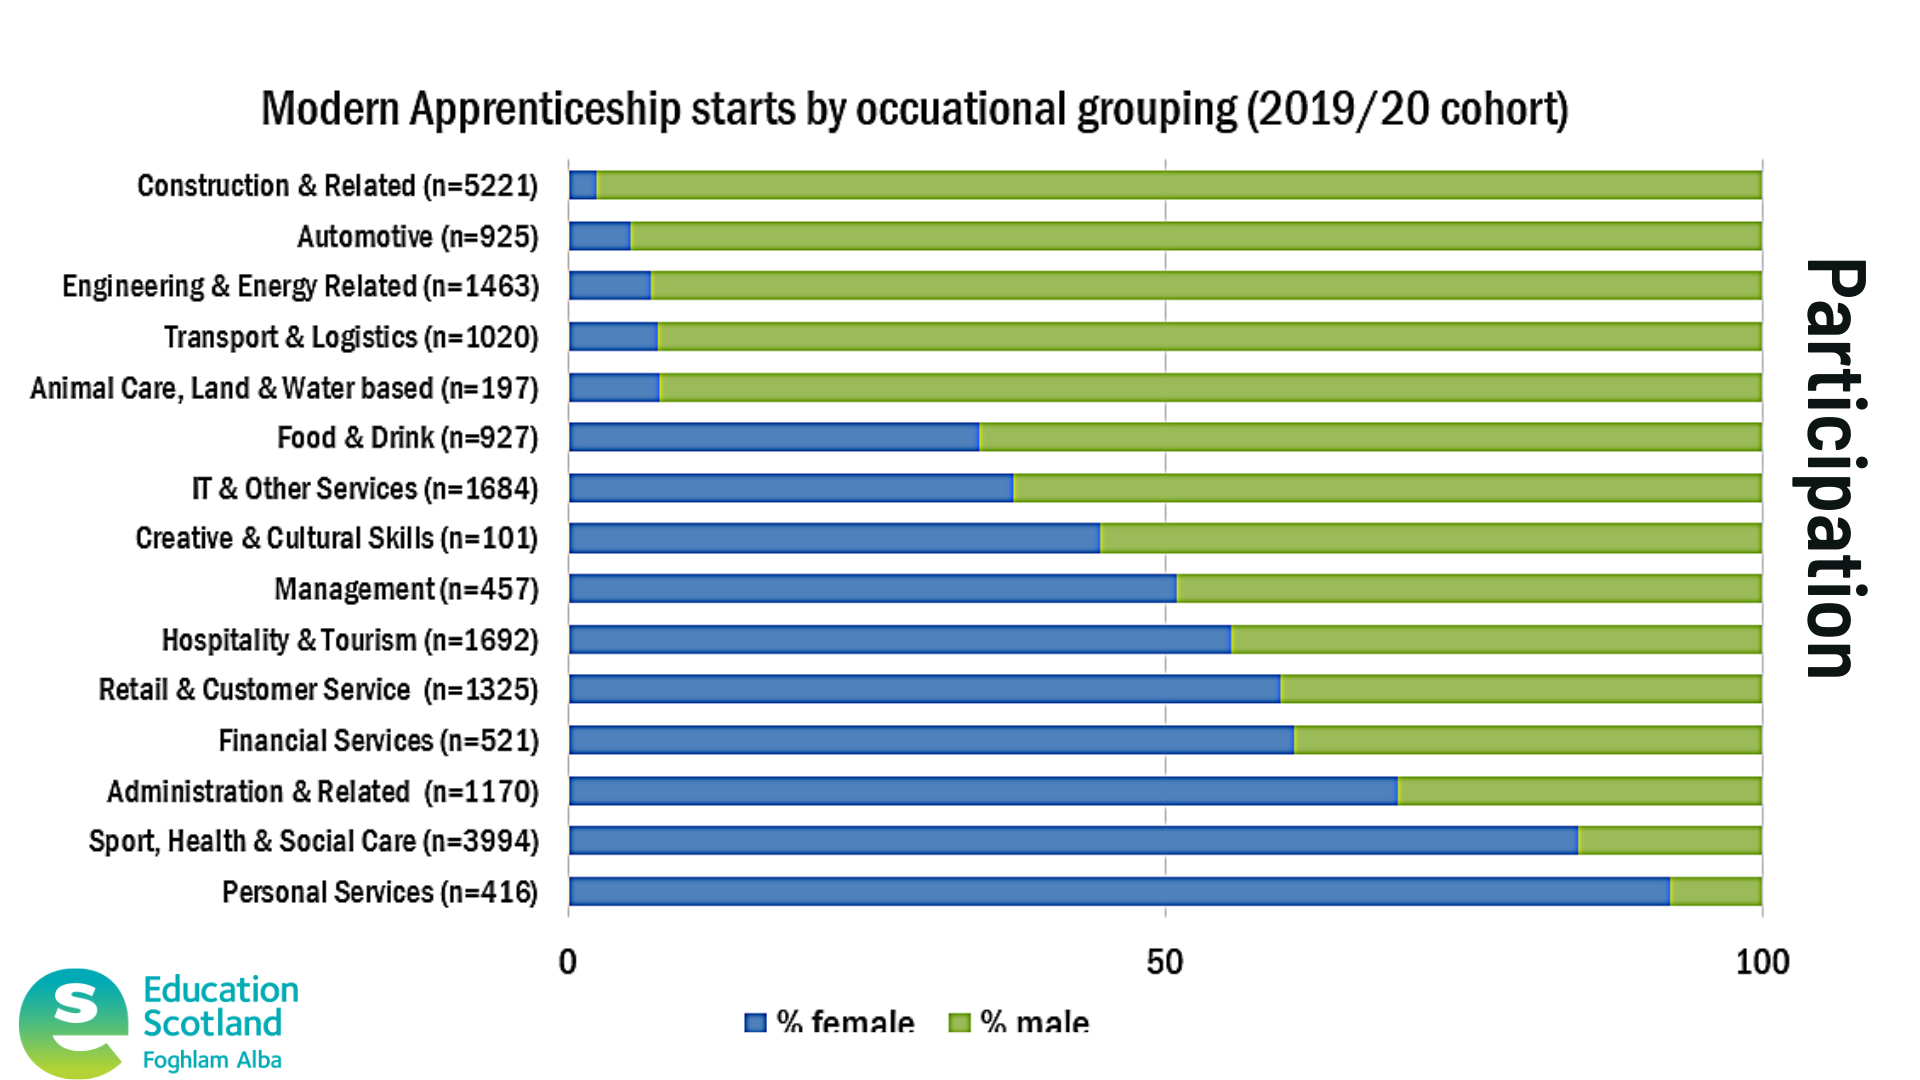 Modern Apprenticeship starts by occuational grouping (2019/20 cohort)
Construction & Related (n=5221)
Automotive (n=925)
Engineering & Energy Related (n=1463)
Transport & Logistics (n=1020)
Animal Care, Land & Water based (n=197)
Food & Drink (n=927)
IT & Other Services (n=1684)
Creative & Cultural Skills (n=101)
Management (n=457)
Hospitality & Tourism (n=1692)
Retail & Customer Service (n=1325)
Financial Services (n=521)
Administration & Related (n=1170)
Sport, Health & Social Care (n=3994)
Personal Services (n=416)
0 50 100
% female % male
Participation
Education
Scotland
Foghlam Alba